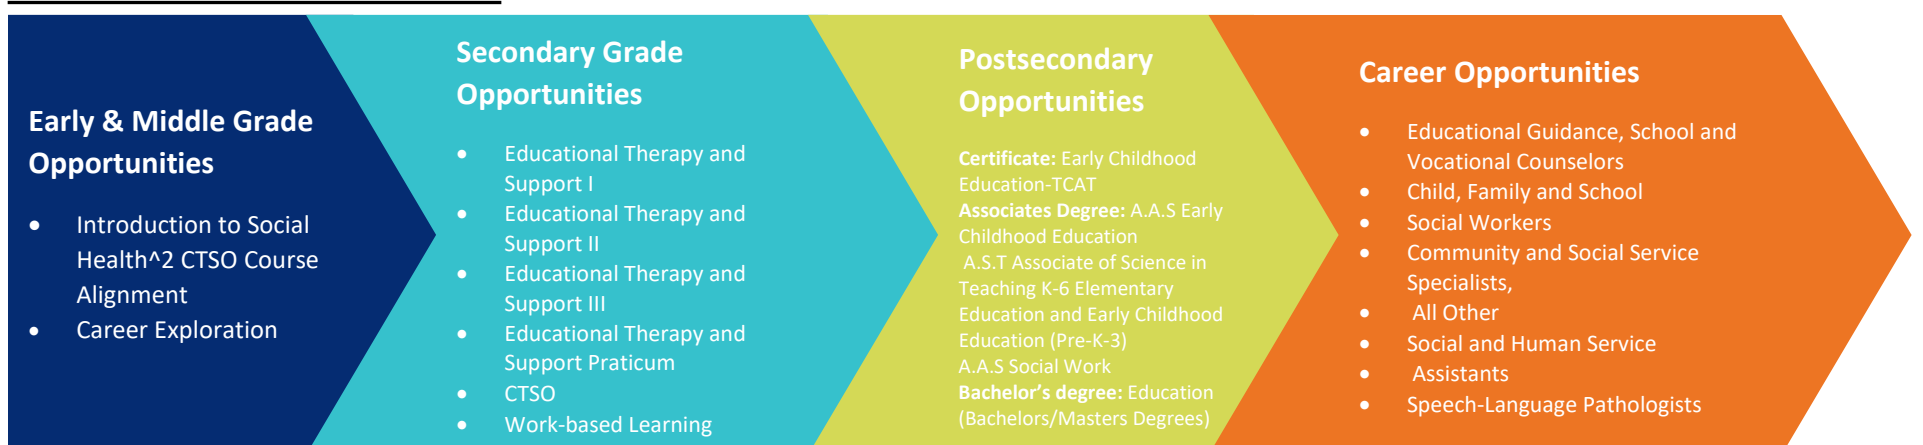 Early & Middle Grade
Opportunities
• Introduction to Social
Health^2 CTSO Course
Alignment
• Career Exploration
Secondary Grade
Opportunities
• Educational Therapy and
Support I
• Educational Therapy and
Support II
• Educational Therapy and
Support III
• Educational Therapy and
Support Praticum
• CTSO
• Work-based Learning
Postsecondary
Opportunities
Certificate: Early Childhood
Education-TCAT
Associates Degree: A.A.S Early
Childhood Education
A.S.T Associate of Science in
Teaching K-6 Elementary
Education and Early Childhood
Education (Pre-K-3)
A.A.S Social Work
Bachelor’s degree: Education
(Bachelors/Masters Degrees)
Career Opportunities
• Educational Guidance, School and
Vocational Counselors
• Child, Family and School
• Social Workers
• Community and Social Service
Specialists,
• All Other
• Social and Human Service
• Assistants
• Speech-Language Pathologists